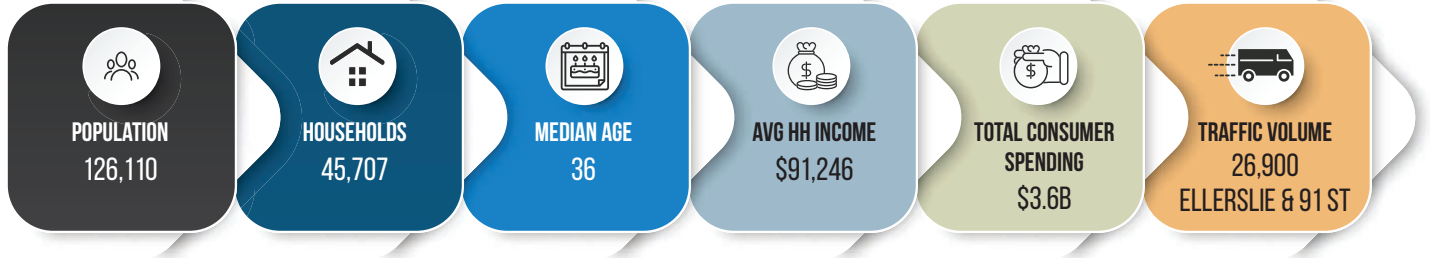 POPULATION
126,110
HOUSEHOLDS
45,707
MEDIAN AGE
36
AVG HH INCOME
$91,246
TOTAL CONSUMER
SPENDING
$3.6B
TRAFFIC VOLUME
26,900
ELLERSLIE & 91 ST